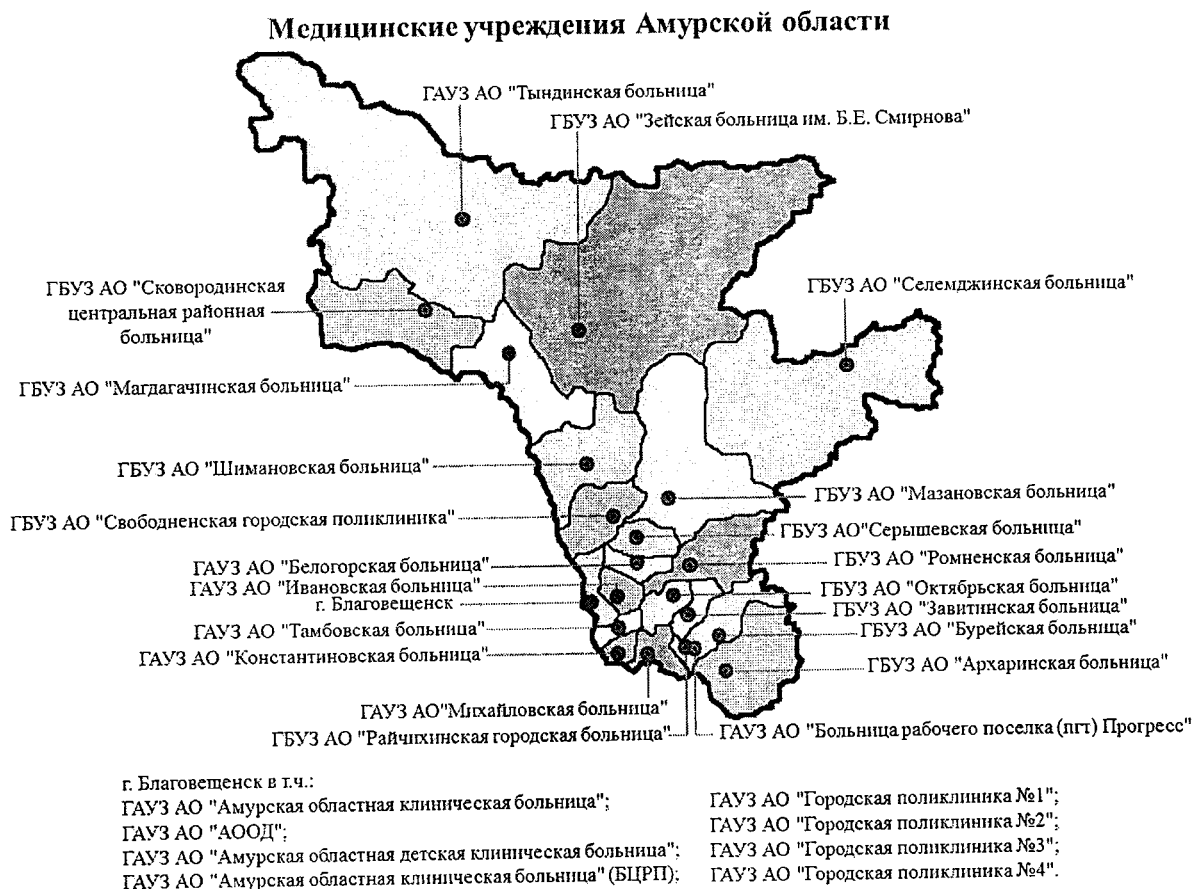 Медицинские учреждения Амурской области
ГАУЗ АО "Тындинская больница"
ГБУЗ АО "Зейская больница им. Б.Е. Смирнова"
ГБУЗ АО "Сковородинская
центральная районная
больница"
ГБУЗ АО "Селемджинская больница"
ГБУЗ АО "Магдагачинская больница"
ГБУЗ АО "Шимановская больница"
ГБУЗ АО "Мазановская больница"
ГБУЗ АО "Свободненская городская поликлиника"
ГБУЗ АО"Серышевская больница"
ГАУЗ АО "Белогорская больница"
ГБУЗ АО "Ромненская больница"
ГАУЗ АО "Ивановская больница"
ГБУЗ АО "Октябрьская больница"
г. Благовещенск
ГБУЗ АО "Завитинская больница"
ГАУЗ АО "Тамбовская больница"
ГБУЗ АО "Бурейская больница"
ГАУЗ АО "Константиновская больница"
ГБУЗ АО "Архаринская больница"
ГАУЗ АО"Михайловская больница"
ГБУЗ АО "Райчихинская городская больница"
ГАУЗ АО "Больница рабочего поселка (пгт) Прогресс"
г. Благовещенск в т.ч.:
ГАУЗ АО "Амурская областная клиническая больница";
ГАУЗ АО "АООД";
ГАУЗ АО "Амурская областная детская клиническая больница";
ГАУЗ АО "Амурская областная клиническая больница" (БЦРП);
ГАУЗ АО "Городская поликлиника №1";
ГАУЗ АО "Городская поликлиника №2";
ГАУЗ АО "Городская поликлиника №3";
ГАУЗ АО "Городская поликлиника №4".